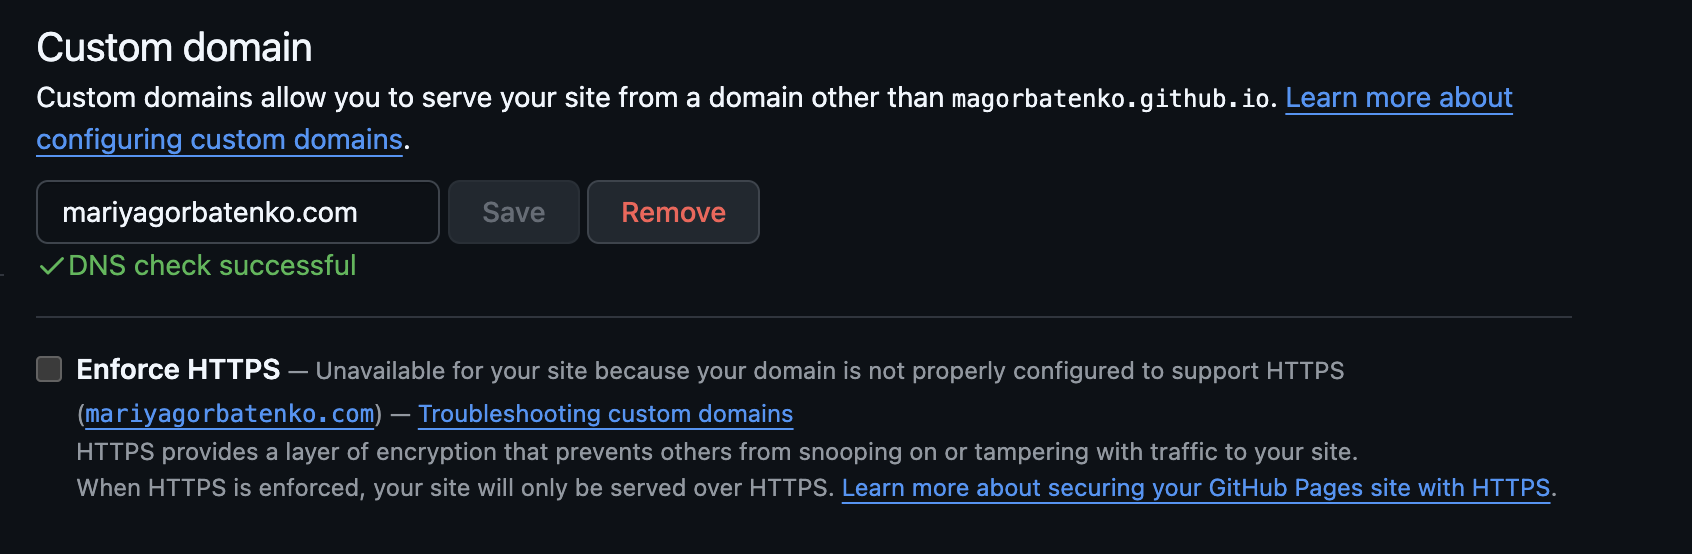 Custom domain
Custom domains allow you to serve your site from a domain other than magorbatenko.github.io. Learn more about
configuring custom domains.
mariyagorbatenko.com Save Remove
✓DNS check successful
Enforce HTTPS — Unavailable for your site because your domain is not properly configured to support HTTPS
(mariyagorbatenko.com) — Troubleshooting custom domains
HTTPS provides a layer of encryption that prevents others from snooping on or tampering with traffic to your site.
When HTTPS is enforced, your site will only be served over HTTPS. Learn more about securing your GitHub Pages site with HTTPS.